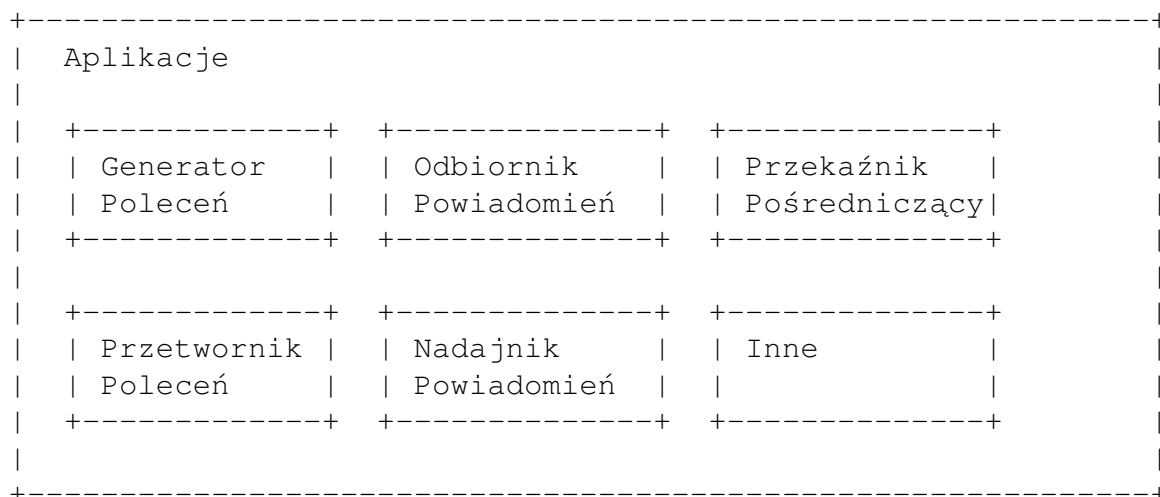 Aplikacje
Generator Odbiornik Przekaźnik
Poleceń Powiadomień Pośredniczący
Przetwornik Nadajnik Inne
Poleceń Powiadomień